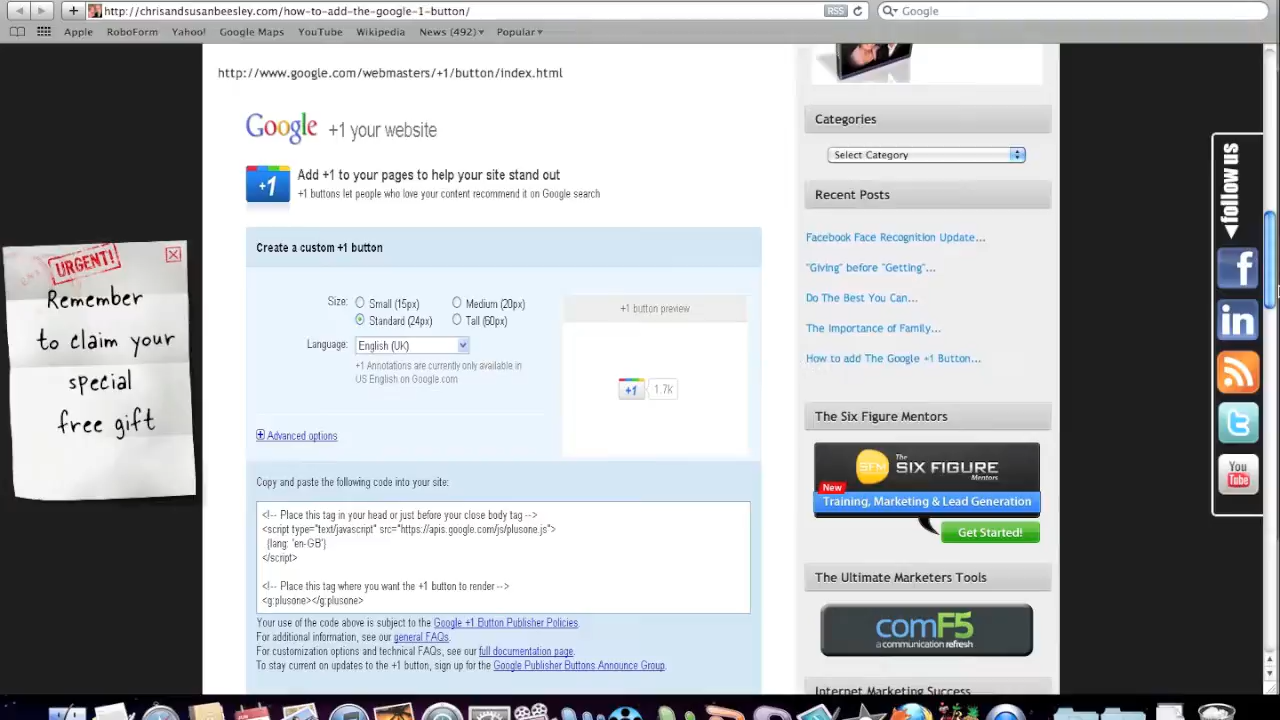 http://chrisandsusanbeesley.com/how-to-add-the-google-1-button/
RSS
Google
Apple
RoboForm
Yahoo!
Google Maps
YouTube
Wikipedia
News (492)
Popular
http://www.google.com/webmasters/+1/button/index.html
Google +1 your website
+1
Add +1 to your pages to help your site stand out
+1 buttons let people who love your content recommend it on Google search
Create a custom +1 button
Size:
Small (15px)
Medium (20px)
Standard (24px)
Tall (60px)
Language:
English (UK)
+1 Annotations are currently only available in
US English on Google.com
Advanced options
+1 button preview
+1
1.7k
Copy and paste the following code into your site:
<!-- Place this tag in your head or just before your close body tag -->
<script type="text/javascript" src="https://apis.google.com/js/plusone.js">
{lang: 'en-GB'}
</script>
<!-- Place this tag where you want the +1 button to render -->
<g:plusone></g:plusone>
Your use of the code above is subject to the Google +1 Button Publisher Policies.
For additional information, see our general FAQs.
For customization options and technical FAQs, see our full documentation page.
To stay current on updates to the +1 button, sign up for the Google Publisher Buttons Announce Group.
URGENT!
Remember
to claim your
special
free gift
Categories
Select Category
Recent Posts
Facebook Face Recognition Update...
"Giving" before "Getting"...
Do The Best You Can...
The Importance of Family...
How to add The Google +1 Button...
The Six Figure Mentors
SFM
The
SIX FIGURE
Mentors
New
Training, Marketing & Lead Generation
Get Started!
The Ultimate Marketers Tools
comF5
a communication refresh
Internet Marketing Success
follow us
f
in
t
You
Tube